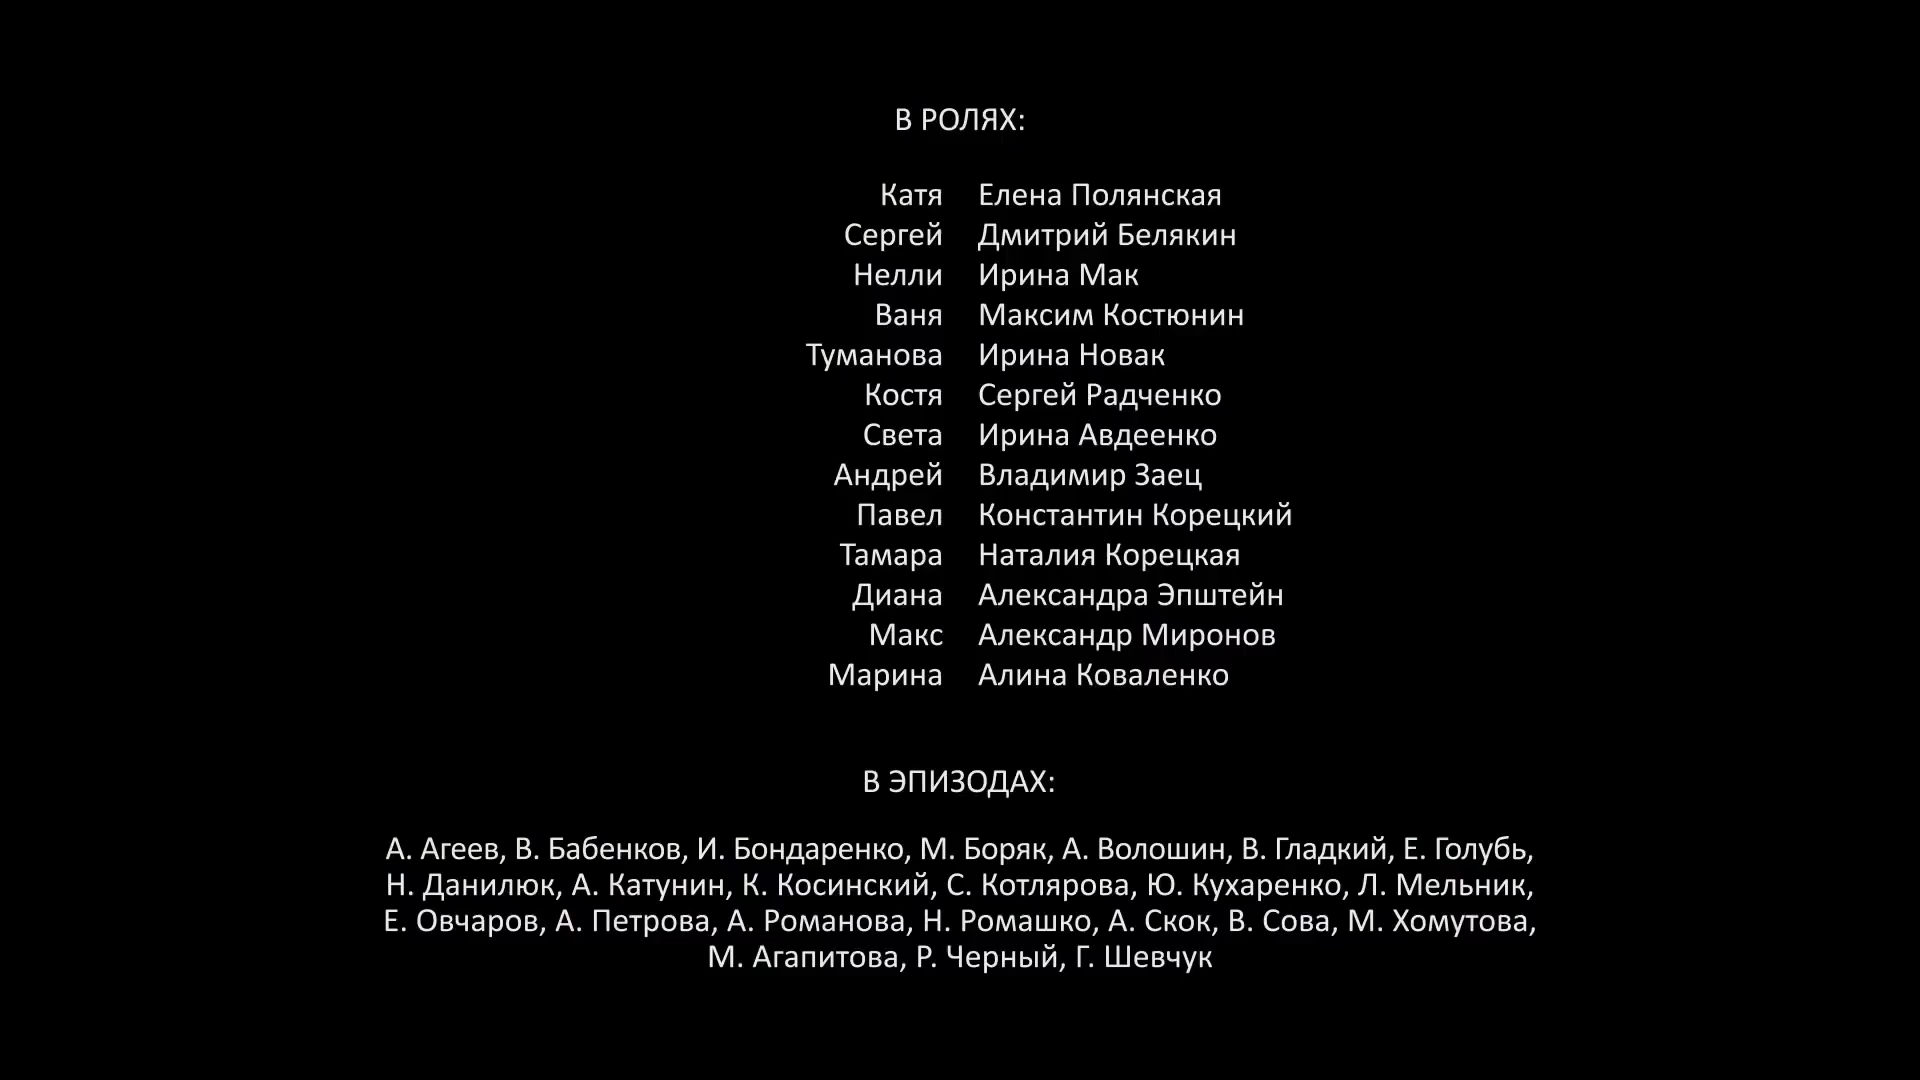 В РОЛЯХ:
Катя Елена Полянская
Сергей Дмитрий Белякин
Нелли Ирина Мак
Ваня Максим Костюнин
Туманова Ирина Новак
Костя Сергей Радченко
Света Ирина Авдеенко
Андрей Владимир Заец
Павел Константин Корецкий
Тамара Наталия Корецкая
Диана Александра Эпштейн
Макс Александр Миронов
Марина Алина Коваленко
В ЭПИЗОДАХ:
А. Агеев, В. Бабенков, И. Бондаренко, М. Боряк, А. Волошин, В. Гладкий, Е. Голубь,
Н. Данилюк, А. Катунин, К. Косинский, С. Котлярова, Ю. Кухаренко, Л. Мельник,
Е. Овчаров, А. Петрова, А. Романова, Н. Ромашко, А. Скок, В. Сова, М. Хомутова,
М. Агапитова, Р. Черный, Г. Шевчук